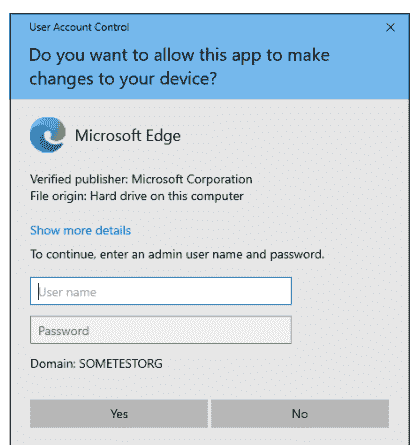 User Account Control
Do you want to allow this app to make
changes to your device?
Microsoft Edge
Verified publisher: Microsoft Corporation
File origin: Hard drive on this computer
Show more details
To continue, enter an admin user name and password.
User name
Password
Domain: SOMETESTORG
Yes
No